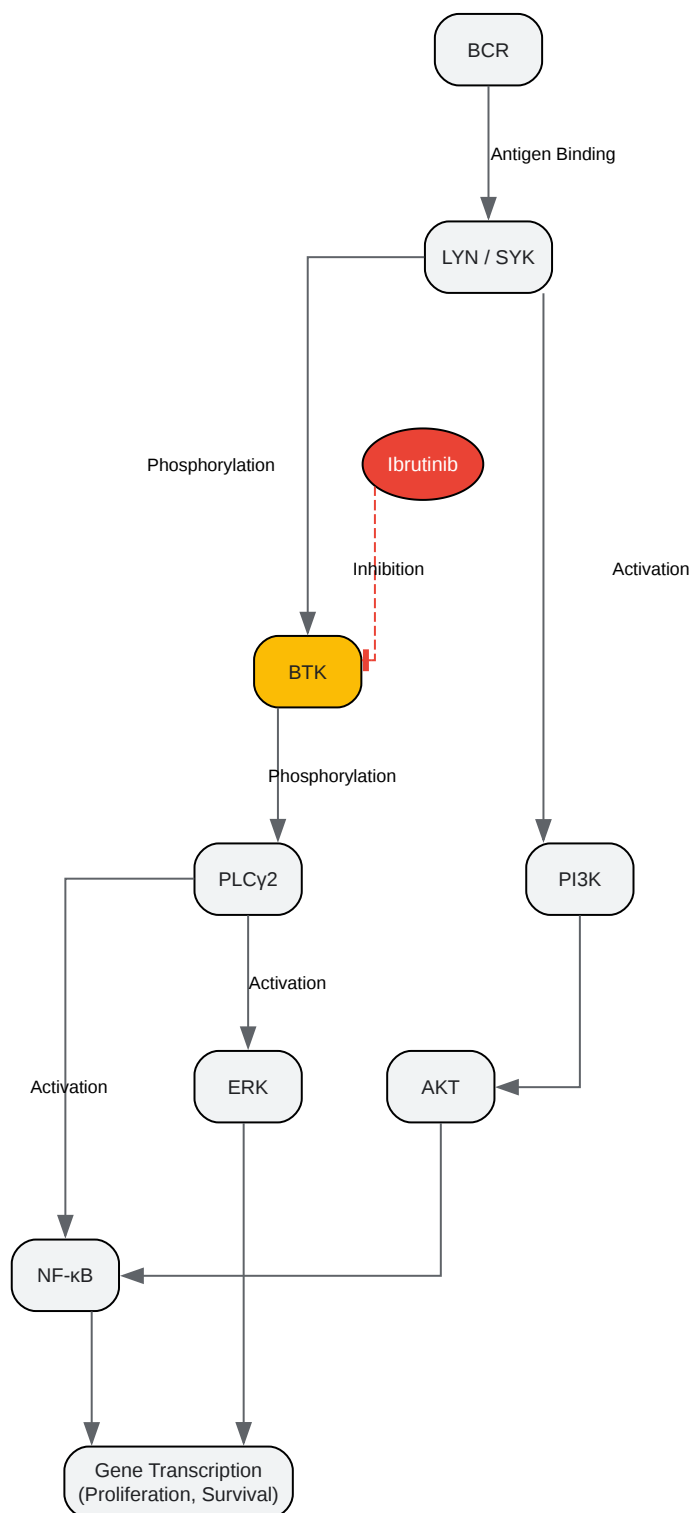 BCR
Antigen Binding
LYN / SYK
Phosphorylation
Ibrutinib
Inhibition
Activation
BTK
Phosphorylation
PLCγ2
PI3K
Activation
ERK
AKT
Activation
NF-κB
Gene Transcription
(Proliferation, Survival)